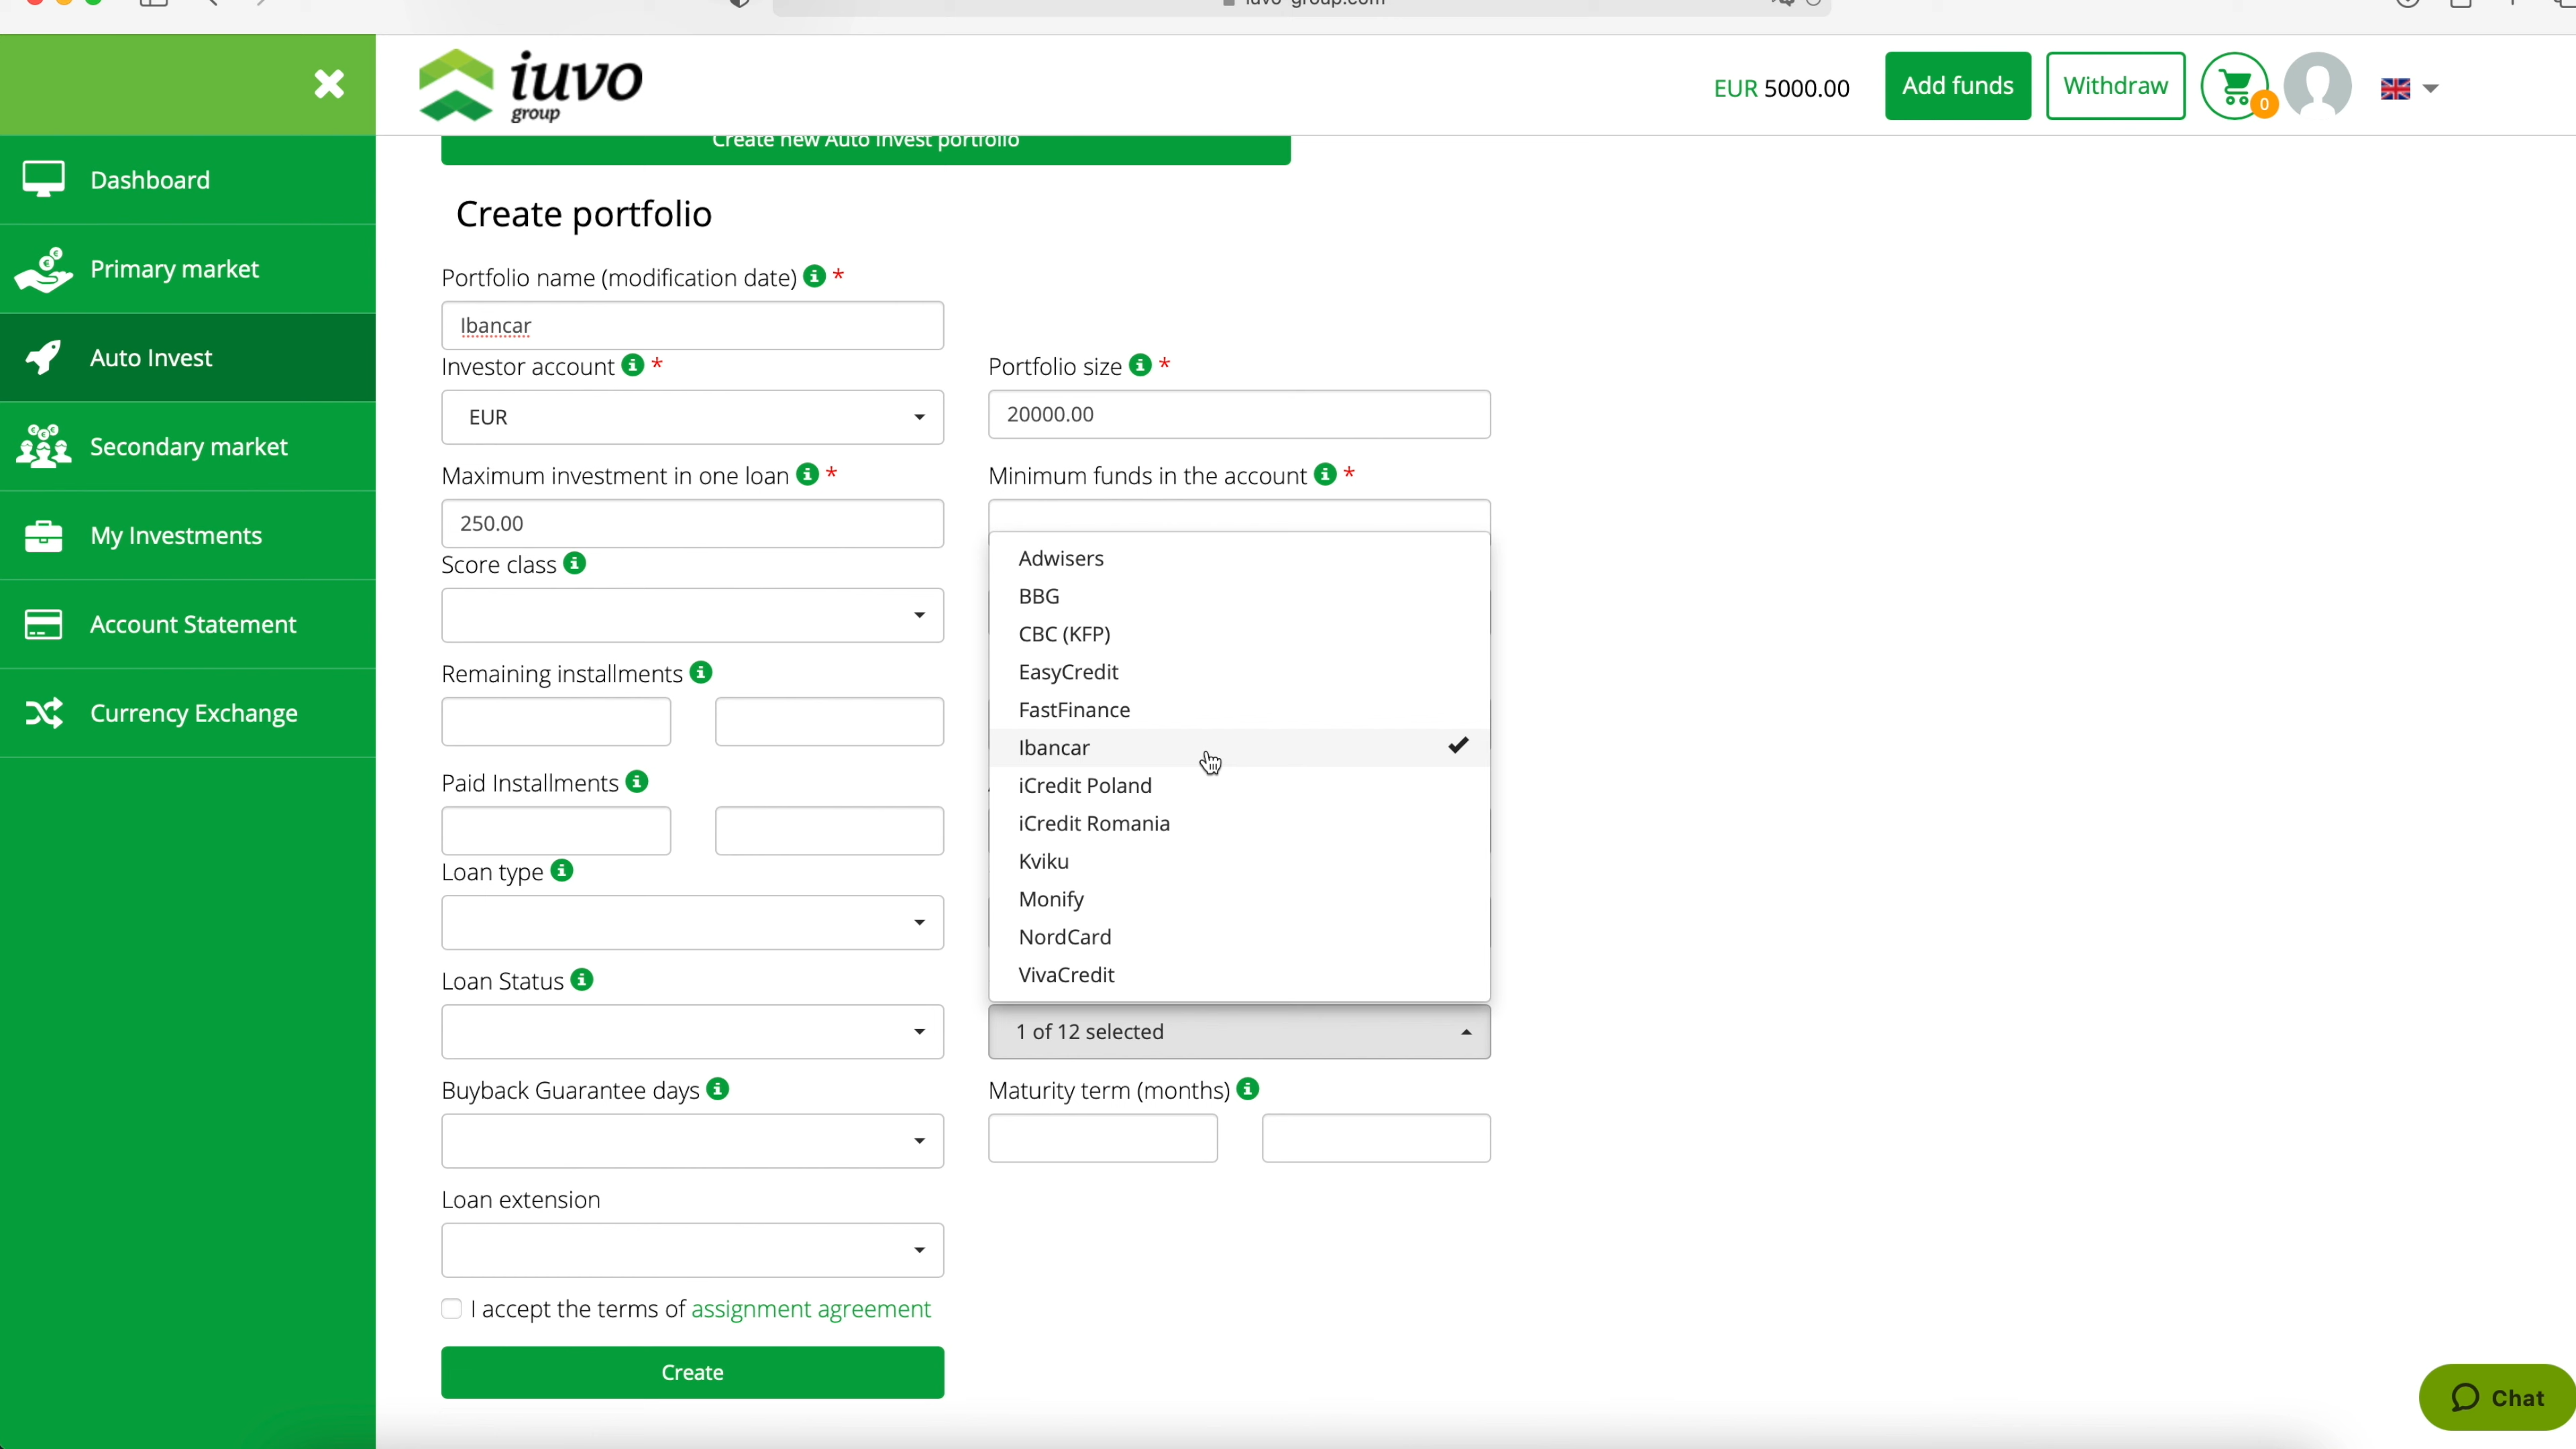 iuvo
group
EUR 5000.00
Add funds
Withdraw
0
Dashboard
Primary market
Auto Invest
Secondary market
My Investments
Account Statement
Currency Exchange
Create new Auto Invest portfolio
Create portfolio
Portfolio name (modification date) *
Ibancar
Investor account *
EUR
Portfolio size *
20000.00
Maximum investment in one loan *
250.00
Minimum funds in the account *
Score class
Remaining installments
Paid Installments
Loan type
Loan Status
Adwisers
BBG
CBC (KFP)
EasyCredit
FastFinance
Ibancar
iCredit Poland
iCredit Romania
Kviku
Monify
NordCard
VivaCredit
1 of 12 selected
Buyback Guarantee days
Maturity term (months)
Loan extension
I accept the terms of assignment agreement
Create
Chat